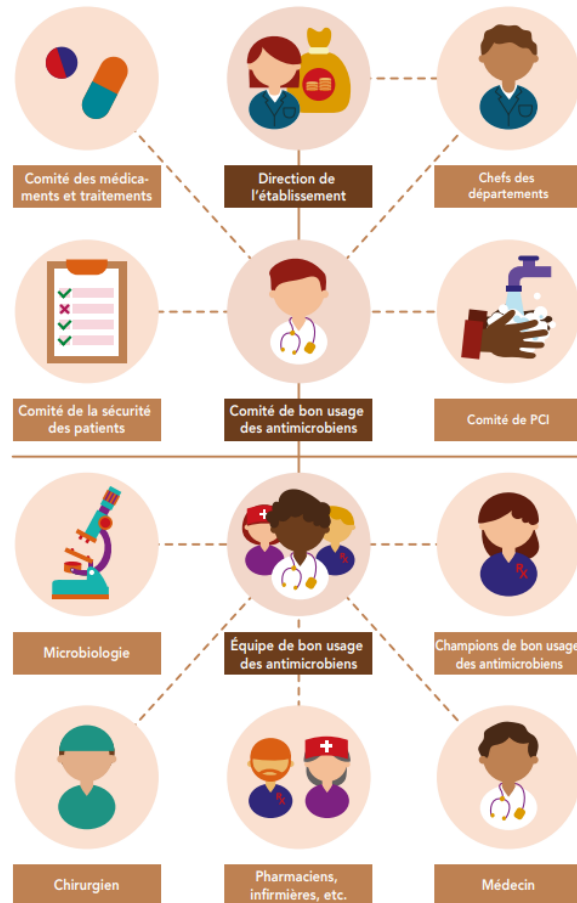 Comité des médica-
ments et traitements
Direction de
l'établissement
Chefs des
départements
Comité de la sécurité
des patients
Comité de bon usage
des antimicrobiens
Comité de PCI
Microbiologie
Équipe de bon usage
des antimicrobiens
Champions de bon usage
des antimicrobiens
Chirurgien
Pharmaciens,
infirmières, etc.
Médecin